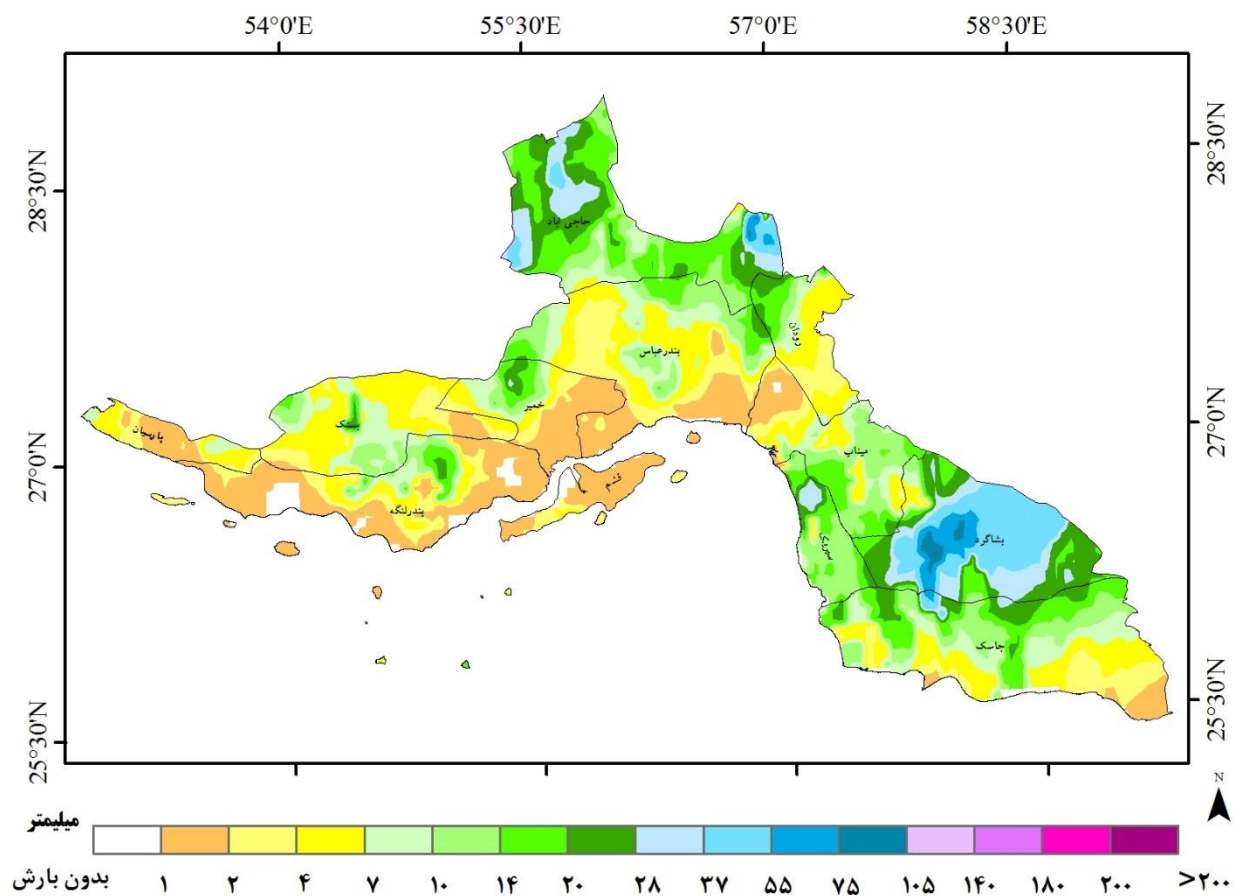 54°0'E 55°30'E 57°0'E 58°30'E
28°30'N
28°30'N
حاجی آباد
رودان
بندرعباس
بستک
خمیر
پارسیان
27°0'N
میناب
27°0'N
قشم
بندرلنگه
سیریک
بشاگرد
جاسک
25°30'N
25°30'N
N
میلیمتر
بدون بارش ۱ ۲ ۴ ۷ ۱۰ ۱۴ ۲۰ ۲۸ ۳۷ ۵۵ ۷۵ ۱۰۵ ۱۴۰ ۱۸۰ ۲۰۰ >۲۰۰